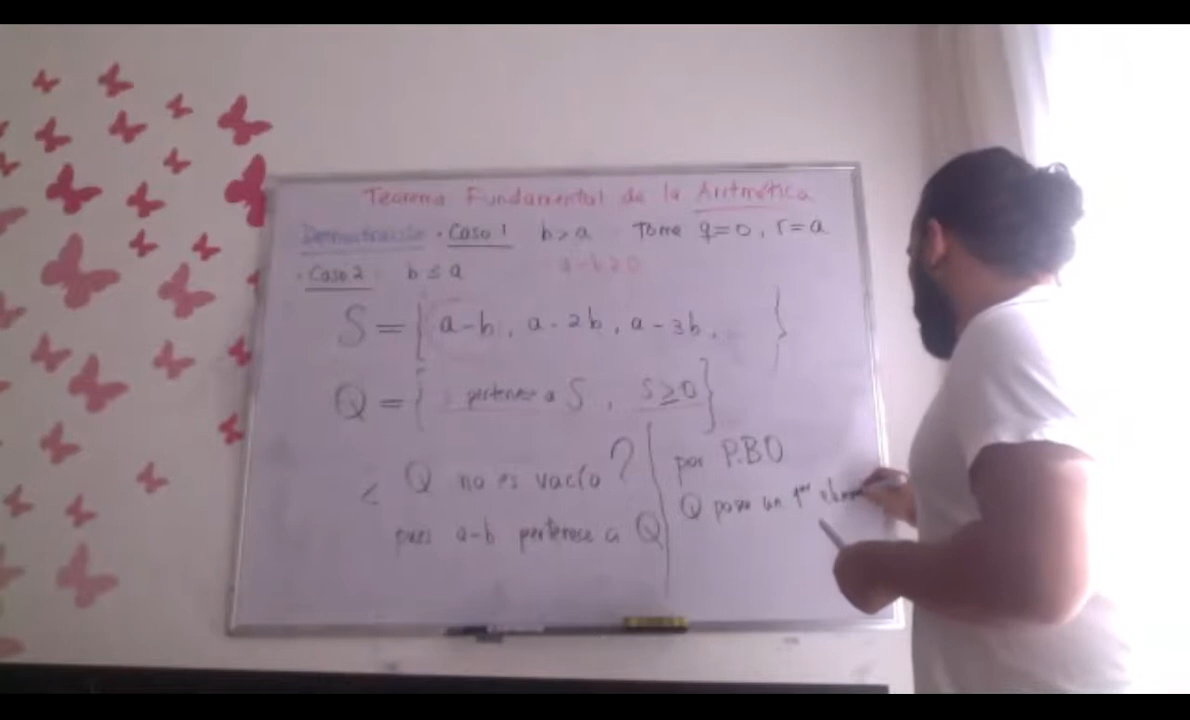 Teorema Fundamental de la Aritmética
Demostración • Caso 1 b > a Tome q=0, r=a
• Caso 2 b ≤ a a-b≥0
S = { a-b, a-2b, a-3b, }
Q = { pertenece a S, S≥0 }
Q no es vacío ?
pues a-b pertenece a Q
por P.B.O
Q posee un 1er